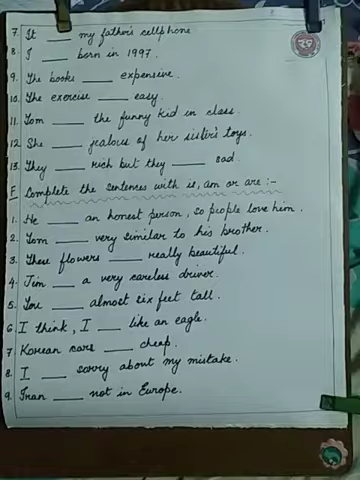 7. It ___ my father's cellphone
8. I ___ born in 1997.
9. The books ___ expensive.
10. The exercise ___ easy.
11. Tom ___ the funny kid in class.
12. She ___ jealous of her sister's toys.
13. They ___ rich but they ___ sad.
F Complete the sentences with is, am or are :-
1. He ___ an honest person, so people love him.
2. Tom ___ very similar to his brother.
3. These flowers ___ really beautiful.
4. Jim ___ a very careless driver.
5. You ___ almost six feet tall.
6. I think, I ___ like an eagle.
7 Korean cars ___ cheap.
8. I ___ sorry about my mistake.
9. Iran ___ not in Europe.